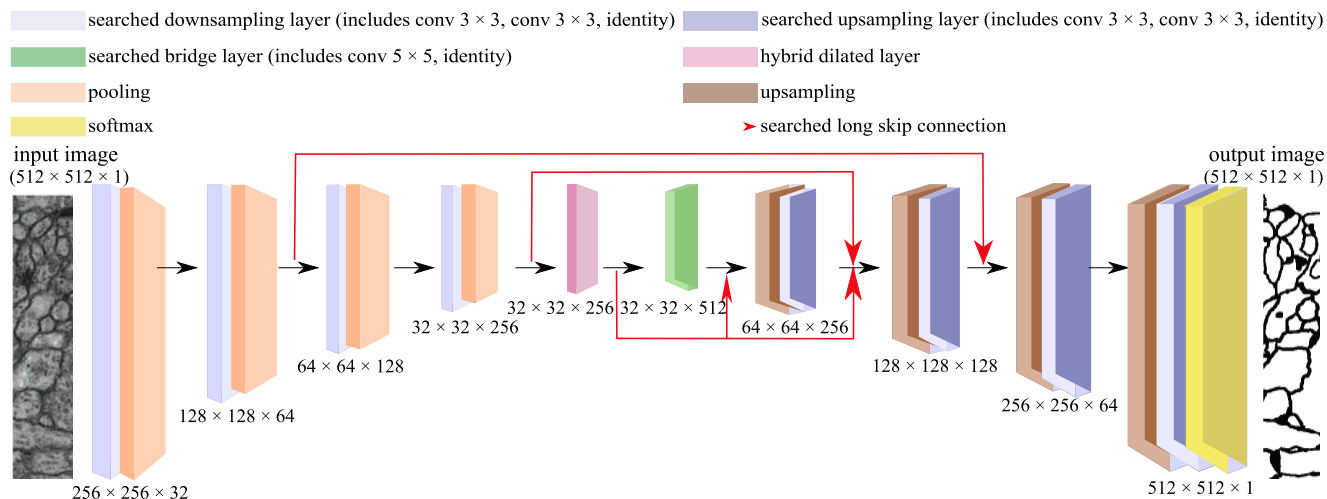 searched downsampling layer (includes conv 3 × 3, conv 3 × 3, identity)
searched upsampling layer (includes conv 3 × 3, conv 3 × 3, identity)
searched bridge layer (includes conv 5 × 5, identity)
hybrid dilated layer
pooling
upsampling
softmax
searched long skip connection
input image
(512 × 512 × 1)
output image
(512 × 512 × 1)
256 × 256 × 32
128 × 128 × 64
64 × 64 × 128
32 × 32 × 256
32 × 32 × 256
32 × 32 × 512
64 × 64 × 256
128 × 128 × 128
256 × 256 × 64
512 × 512 × 1